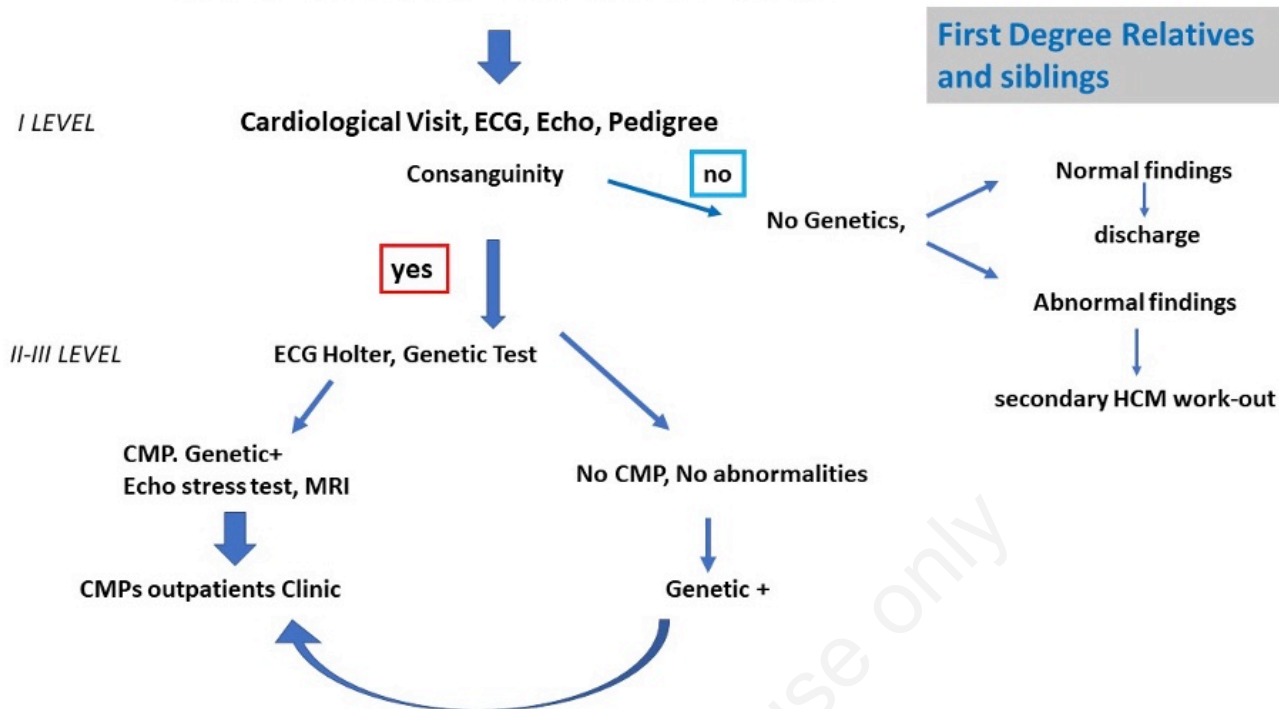 First Degree Relatives
and siblings
I LEVEL
Cardiological Visit, ECG, Echo, Pedigree
Consanguinity
no
Normal findings
No Genetics,
discharge
yes
Abnormal findings
II-III LEVEL
ECG Holter, Genetic Test
secondary HCM work-out
CMP. Genetic+
Echo stress test, MRI
No CMP, No abnormalities
CMPs outpatients Clinic
Genetic +
use only